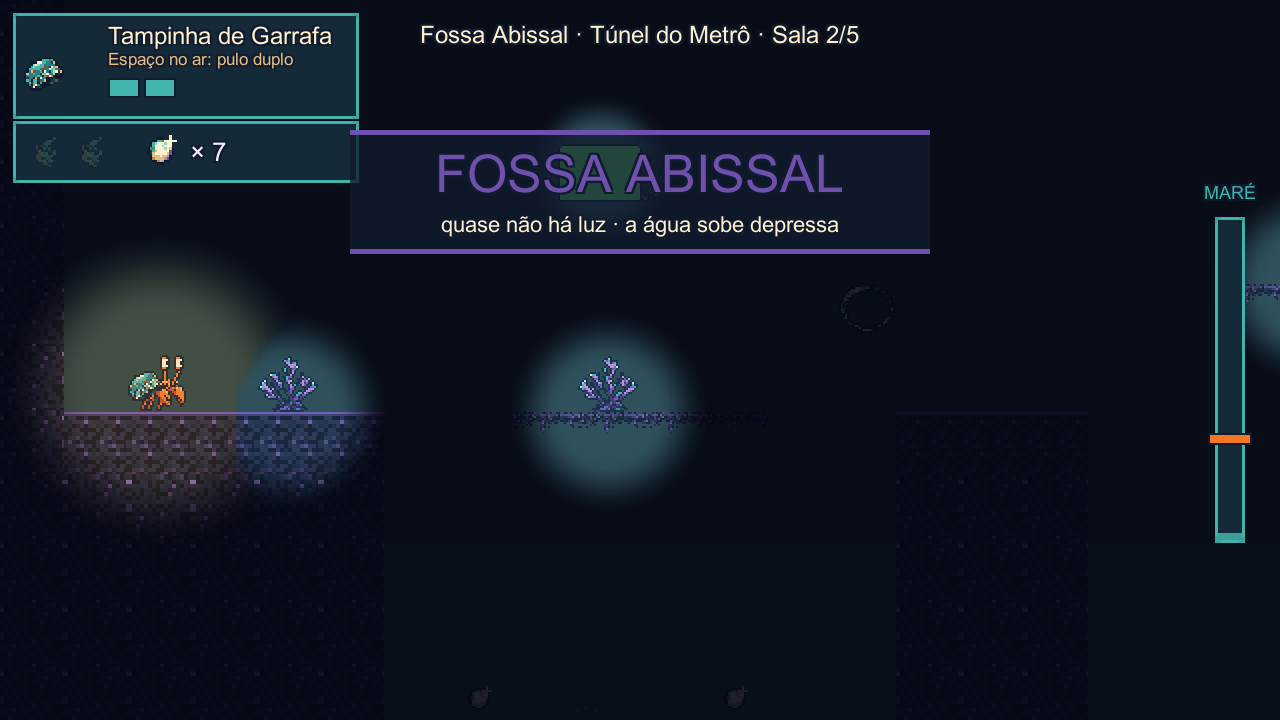 Tampinha de Garrafa
Espaço no ar: pulo duplo
× 7
Fossa Abissal · Túnel do Metrô · Sala 2/5
FOSSA ABISSAL
quase não há luz · a água sobe depressa
MARÉ